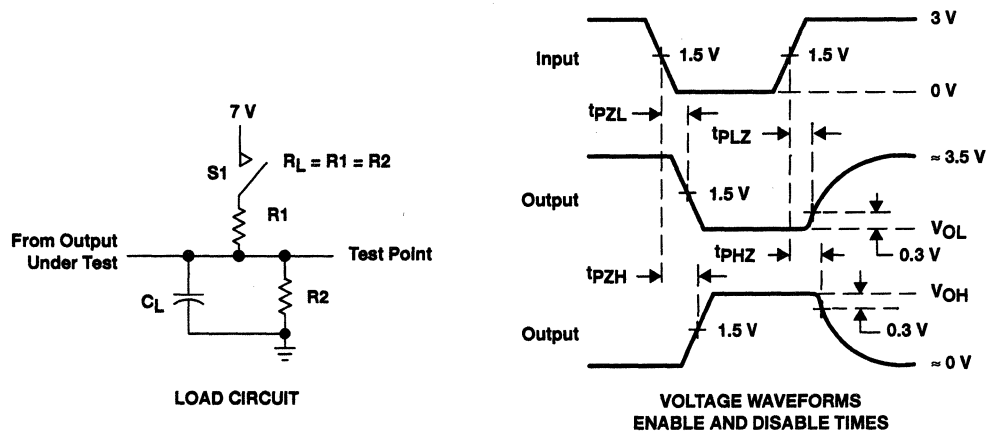 7 V
S1
RL = R1 = R2
R1
From Output
Under Test
Test Point
CL
R2
LOAD CIRCUIT
3 V
Input
1.5 V
1.5 V
0 V
tPZL
tPLZ
≈ 3.5 V
Output
1.5 V
VOL
0.3 V
tPHZ
tPZH
VOH
Output
1.5 V
0.3 V
≈ 0 V
VOLTAGE WAVEFORMS
ENABLE AND DISABLE TIMES